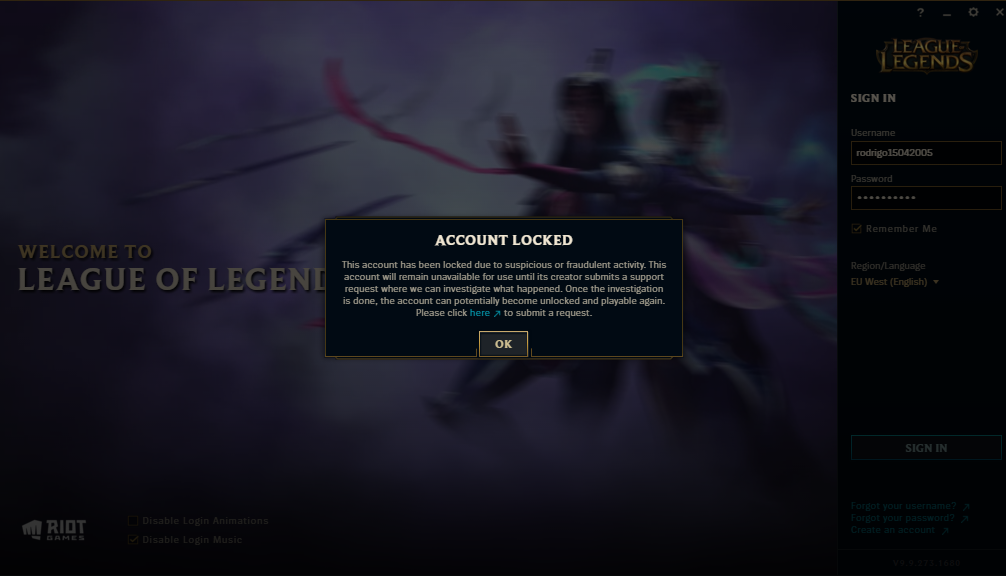 ?
LEAGUE OF
LEGENDS
SIGN IN
Username
rodrigo15042005
Password
Remember Me
Region/Language
EU West (English)
WELCOME TO
LEAGUE OF LEGEND
ACCOUNT LOCKED
This account has been locked due to suspicious or fraudulent activity. This
account will remain unavailable for use until its creator submits a support
request where we can investigate what happened. Once the investigation
is done, the account can potentially become unlocked and playable again.
Please click here ↗ to submit a request.
OK
SIGN IN
Forgot your username? ↗
Forgot your password? ↗
Create an account ↗
RIOT
GAMES
Disable Login Animations
Disable Login Music